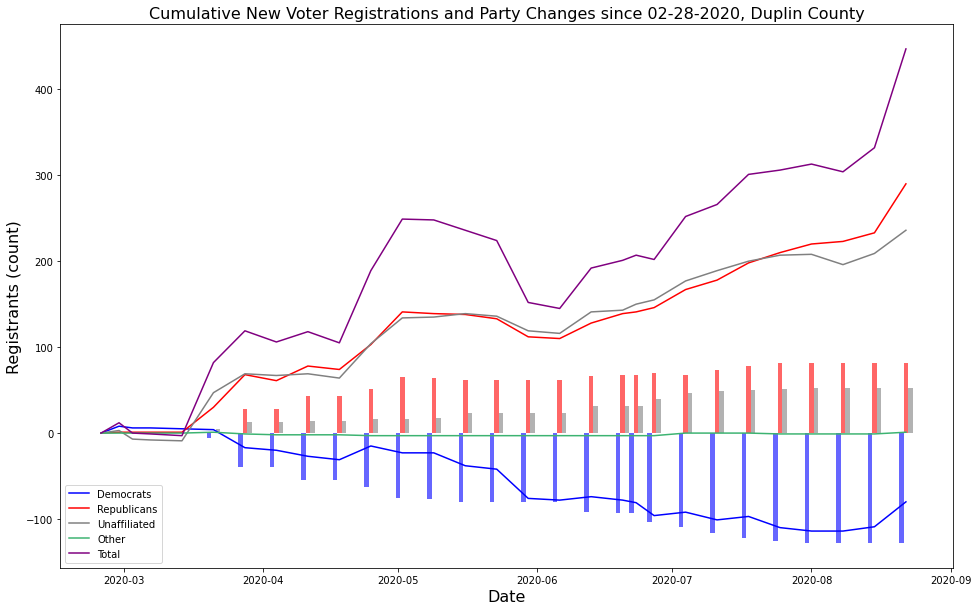 Cumulative New Voter Registrations and Party Changes since 02-28-2020, Duplin County
Registrants (count)
400
300
200
100
0
−100
Democrats
Republicans
Unaffiliated
Other
Total
2020-03
2020-04
2020-05
2020-06
2020-07
2020-08
2020-09
Date